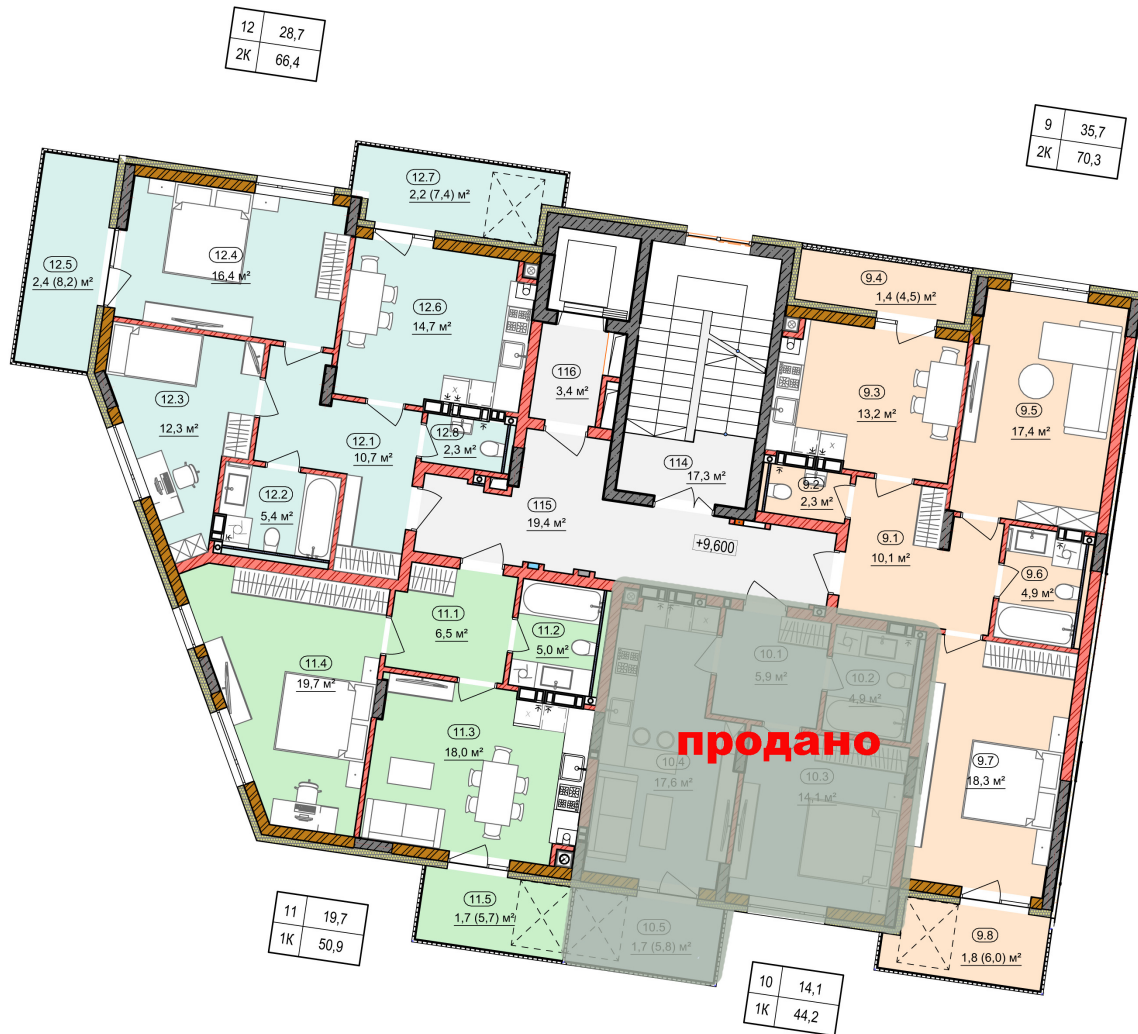 12 28,7
2К 66,4
9 35,7
2К 70,3
12.7
2,2 (7,4) м²
12.5
2,4 (8,2) м²
12.4
16,4 м²
12.6
14,7 м²
9.4
1,4 (4,5) м²
116
3,4 м²
12.3
12,3 м²
9.3
13,2 м²
9.5
17,4 м²
12.1
10,7 м²
12.8
2,3 м²
114
17,3 м²
9.2
2,3 м²
12.2
5,4 м²
115
19,4 м²
+9,600
9.1
10,1 м²
9.6
4,9 м²
11.1
6,5 м²
11.2
5,0 м²
10.1
5,9 м²
10.2
4,9 м²
11.4
19,7 м²
11.3
18,0 м²
продано
10.4
17,6 м²
10.3
14,1 м²
9.7
18,3 м²
11.5
1,7 (5,7) м²
10.5
1,7 (5,8) м²
9.8
1,8 (6,0) м²
11 19,7
1К 50,9
10 14,1
1К 44,2